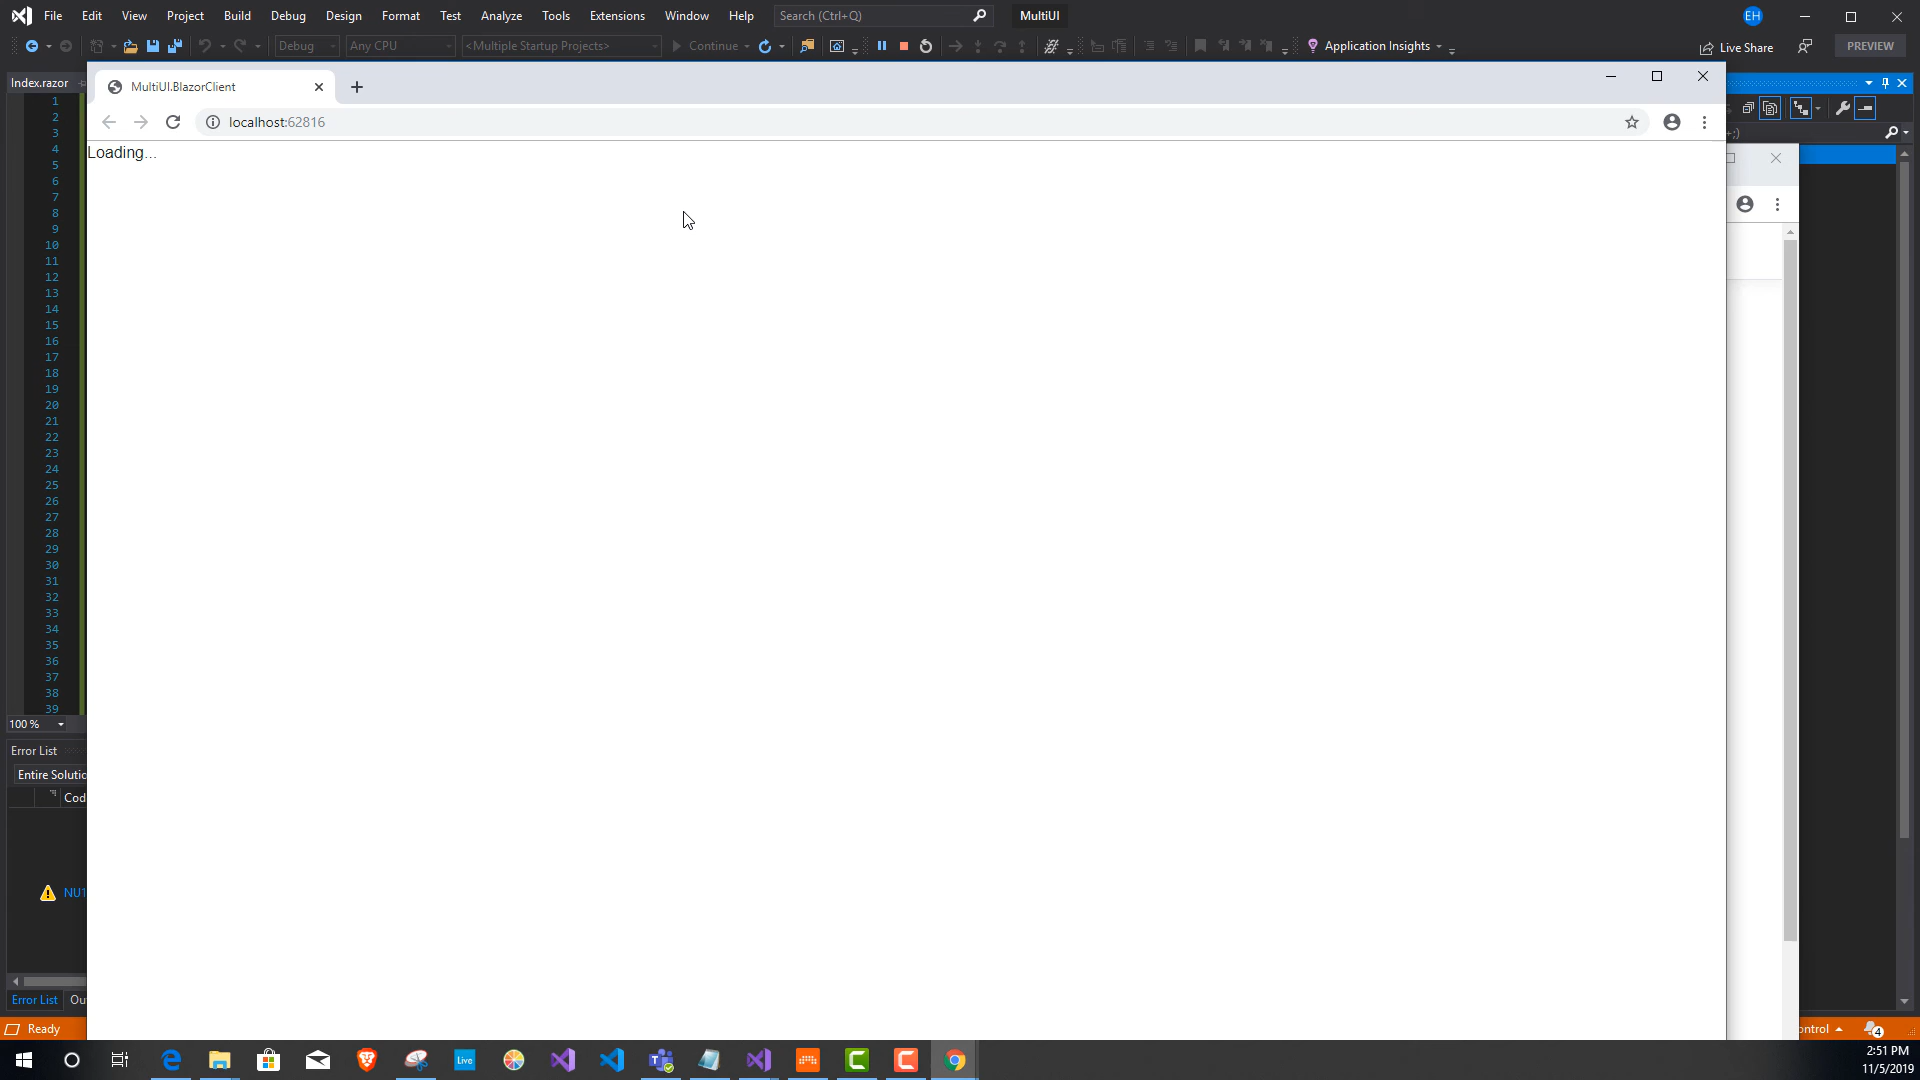 File Edit View Project Build Debug Design Format Test Analyze Tools Extensions Window Help Search (Ctrl+Q) MultiUI EH
Debug Any CPU <Multiple Startup Projects> Continue Application Insights Live Share PREVIEW
Index.razor
MultiUI.BlazorClient
localhost:62816
Loading...
1
2
3
4
5
6
7
8
9
10
11
12
13
14
15
16
17
18
19
20
21
22
23
24
25
26
27
28
29
30
31
32
33
34
35
36
37
38
39
100 %
Error List
Entire Solutio
Cod
NU1
Error List Ou
Ready
ontrol 4
Live
2:51 PM
11/5/2019